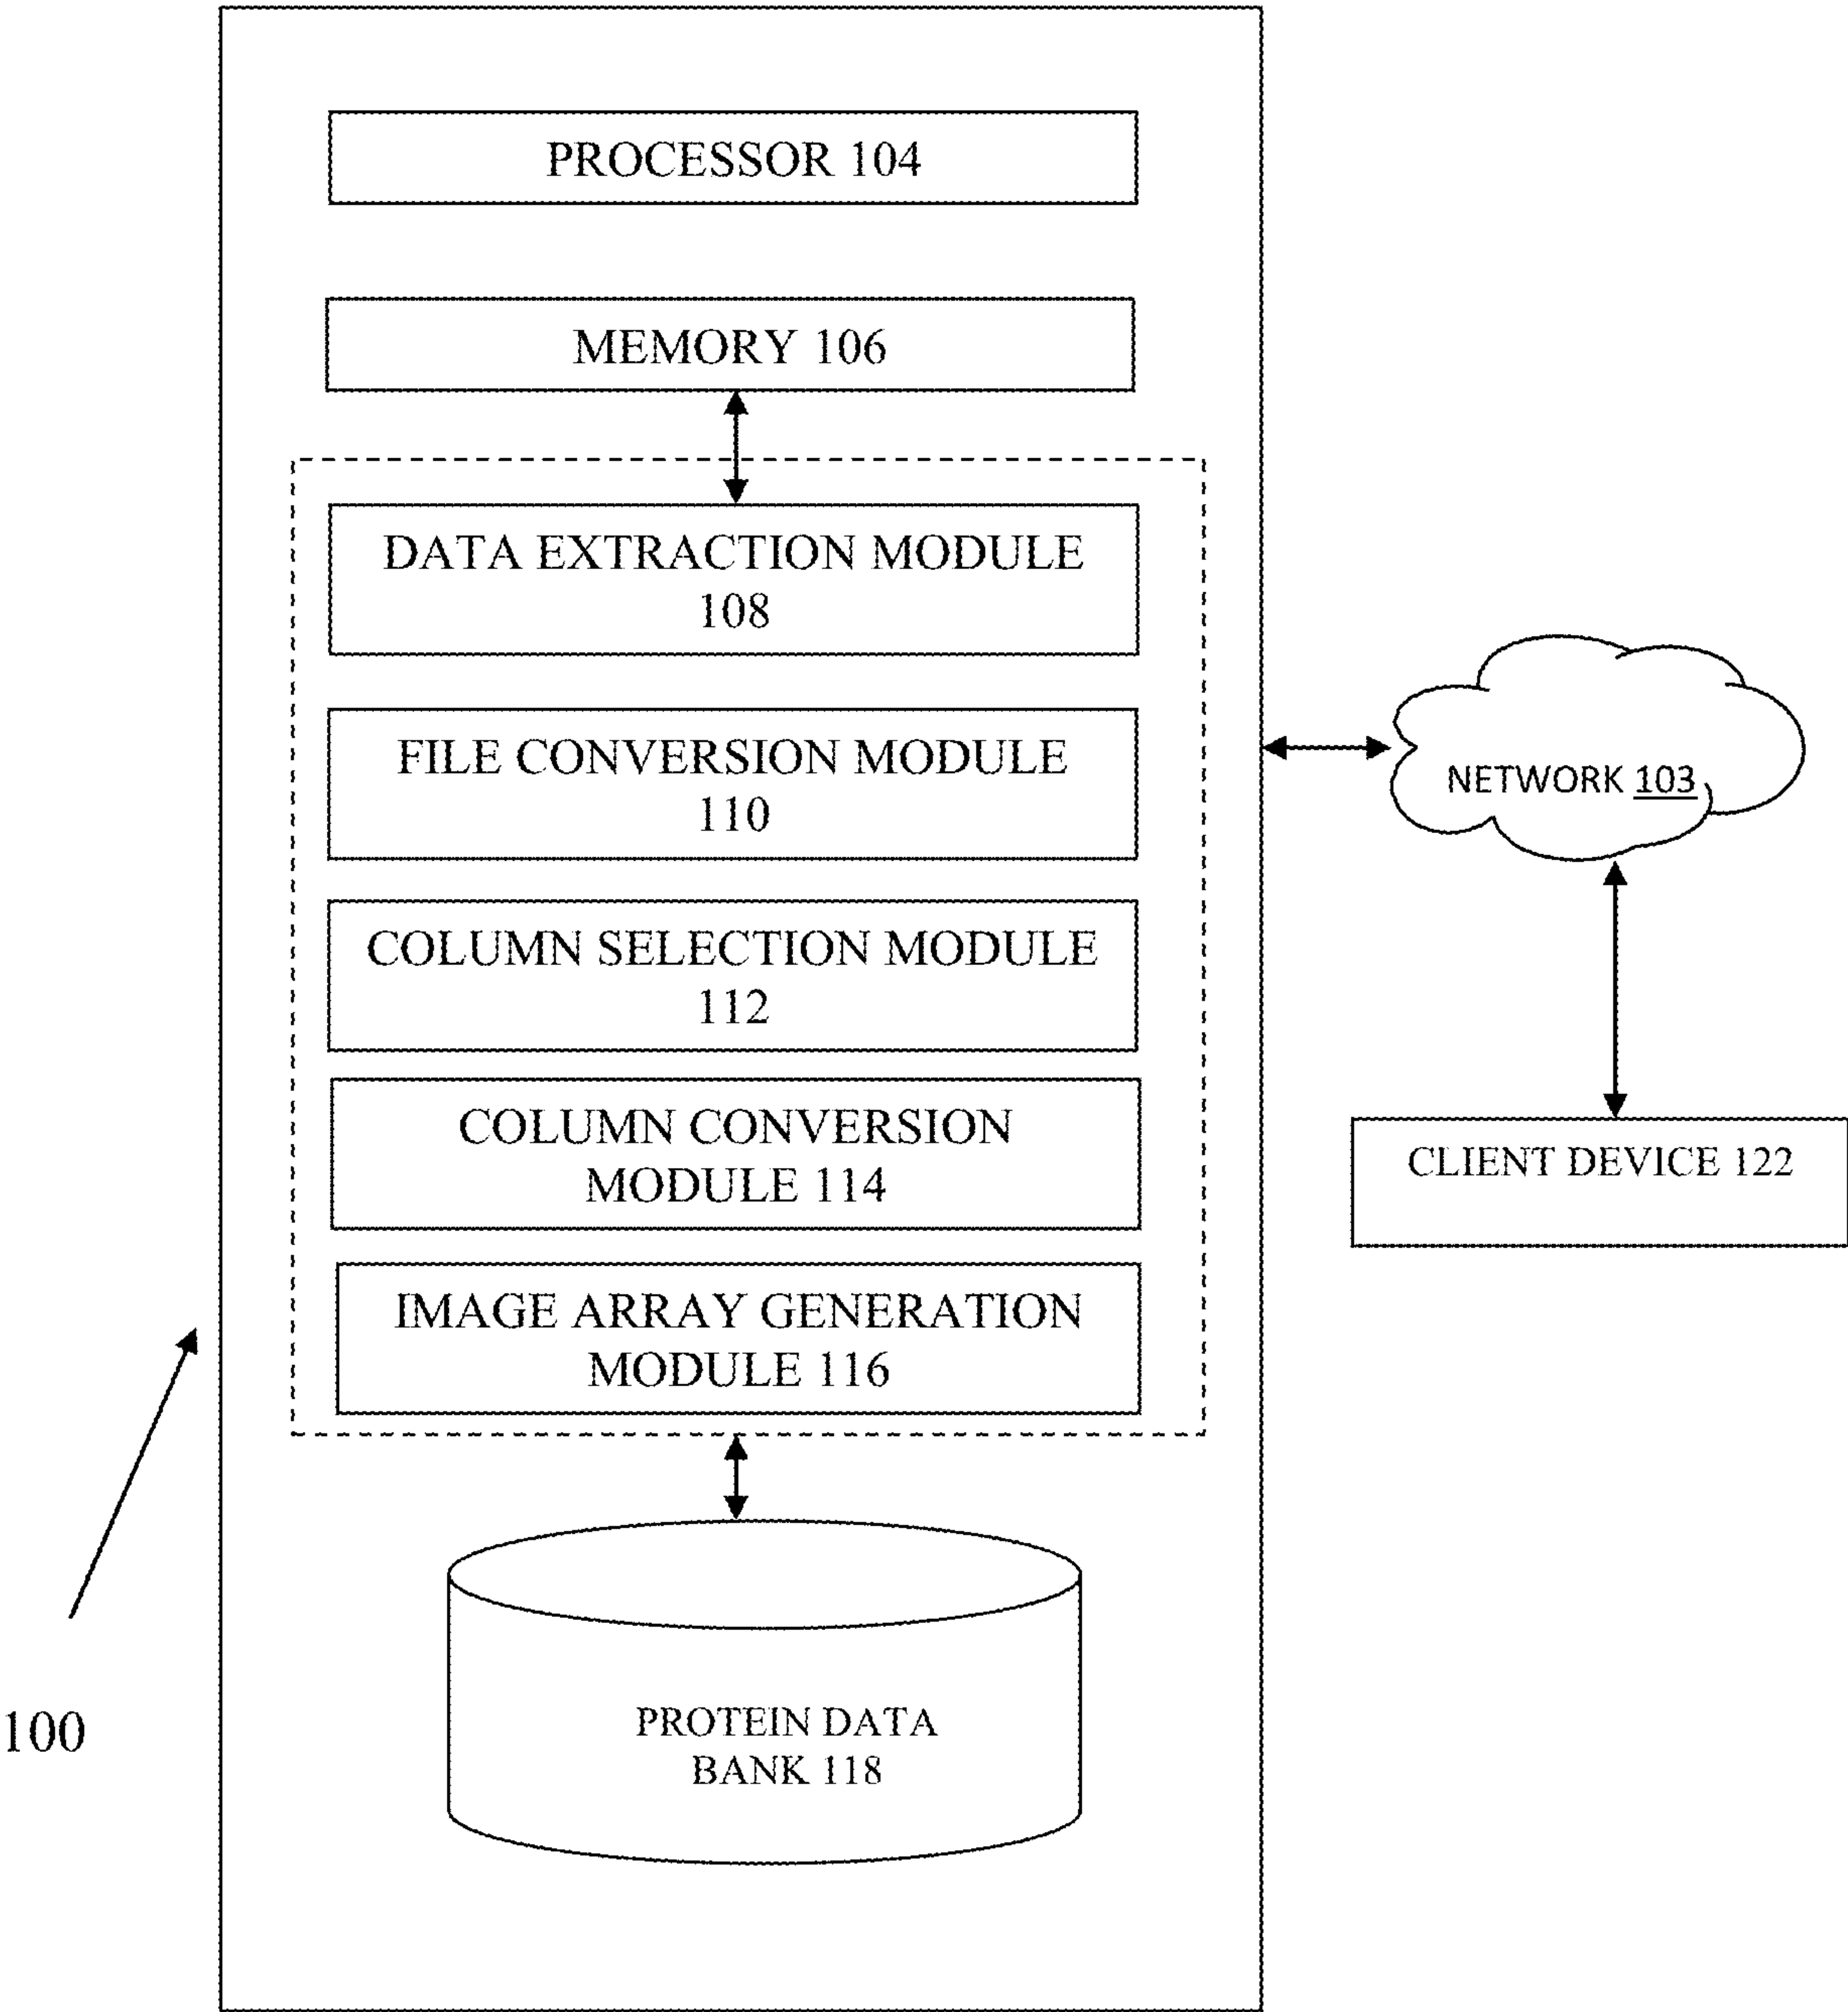 PROCESSOR 104
MEMORY 106
DATA EXTRACTION MODULE
108
FILE CONVERSION MODULE
110
COLUMN SELECTION MODULE
112
COLUMN CONVERSION
MODULE 114
IMAGE ARRAY GENERATION
MODULE 116
PROTEIN DATA
BANK 118
NETWORK 103
CLIENT DEVICE 122
100